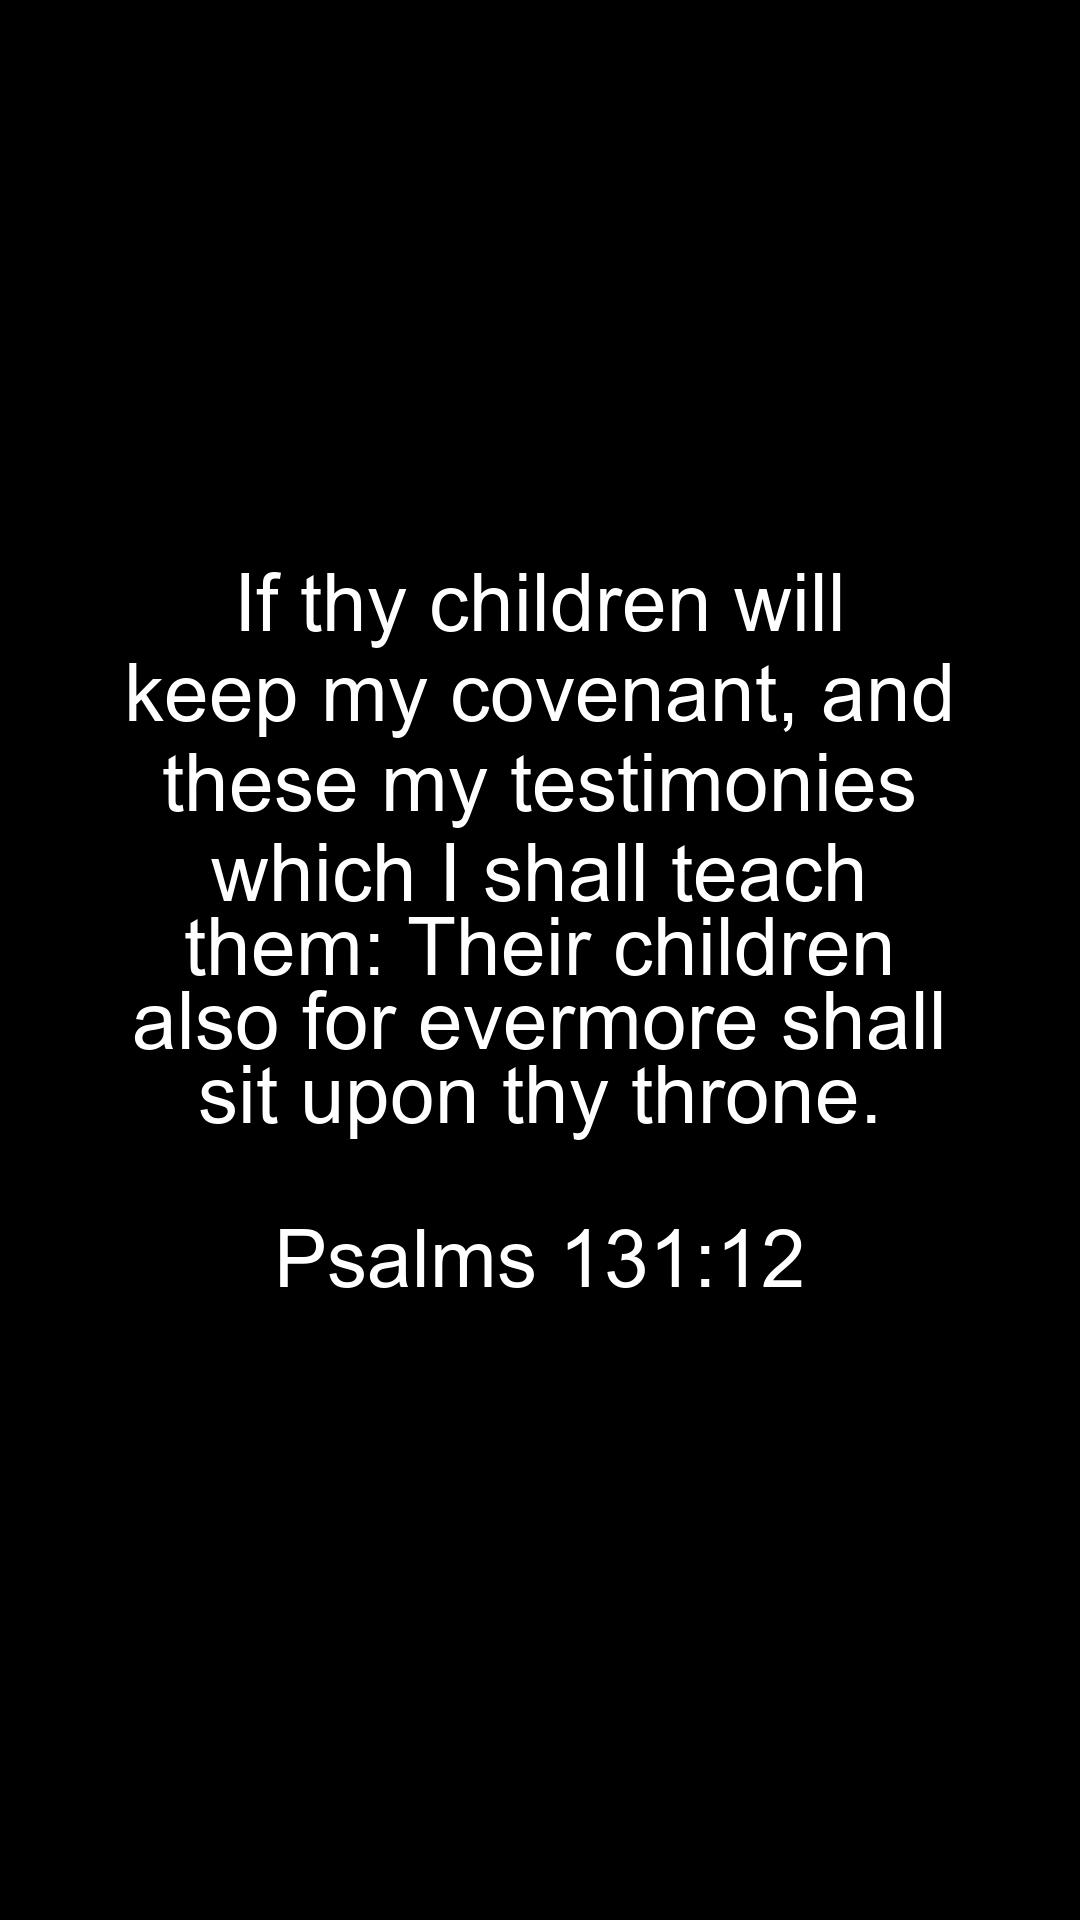 If thy children will
keep my covenant, and
these my testimonies
which I shall teach
them: Their children
also for evermore shall
sit upon thy throne.
Psalms 131:12